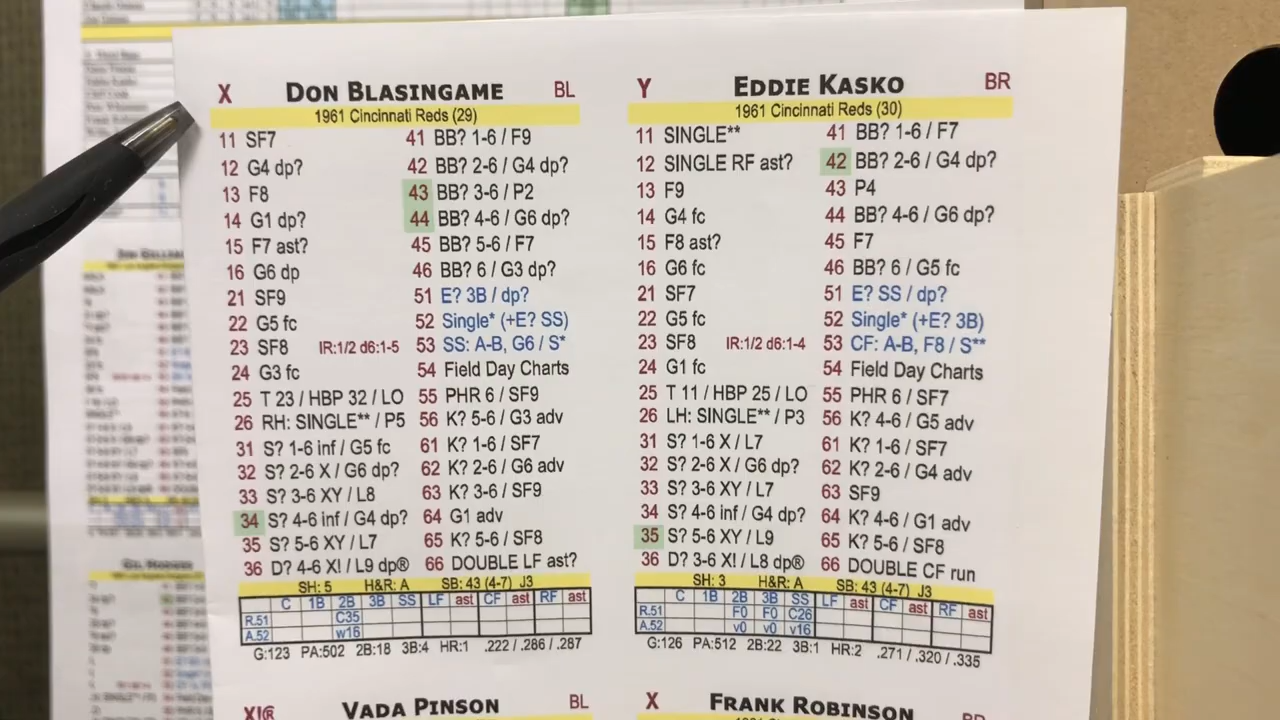 X DON BLASINGAME BL
1961 Cincinnati Reds (29)
11 SF7 41 BB? 1-6 / F9
12 G4 dp? 42 BB? 2-6 / G4 dp?
13 F8 43 BB? 3-6 / P2
14 G1 dp? 44 BB? 4-6 / G6 dp?
15 F7 ast? 45 BB? 5-6 / F7
16 G6 dp 46 BB? 6 / G3 dp?
21 SF9 51 E? 3B / dp?
22 G5 fc 52 Single* (+E? SS)
23 SF8 IR:1/2 d6:1-5 53 SS: A-B, G6 / S*
24 G3 fc 54 Field Day Charts
25 T 23 / HBP 32 / LO 55 PHR 6 / SF9
26 RH: SINGLE** / P5 56 K? 5-6 / G3 adv
31 S? 1-6 inf / G5 fc 61 K? 1-6 / SF7
32 S? 2-6 X / G6 dp? 62 K? 2-6 / G6 adv
33 S? 3-6 XY / L8 63 K? 3-6 / SF9
34 S? 4-6 inf / G4 dp? 64 G1 adv
35 S? 5-6 XY / L7 65 K? 5-6 / SF8
36 D? 4-6 X! / L9 dp® 66 DOUBLE LF ast?
SH: 5 H&R: A SB: 43 (4-7) J3
C 1B 2B 3B SS LF ast CF ast RF ast
R.51 C35
A.52 w16
G:123 PA:502 2B:18 3B:4 HR:1 .222 / .286 / .287
Y EDDIE KASKO BR
1961 Cincinnati Reds (30)
11 SINGLE** 41 BB? 1-6 / F7
12 SINGLE RF ast? 42 BB? 2-6 / G4 dp?
13 F9 43 P4
14 G4 fc 44 BB? 4-6 / G6 dp?
15 F8 ast? 45 F7
16 G6 fc 46 BB? 6 / G5 fc
21 SF7 51 E? SS / dp?
22 G5 fc 52 Single* (+E? 3B)
23 SF8 IR:1/2 d6:1-4 53 CF: A-B, F8 / S**
24 G1 fc 54 Field Day Charts
25 T 11 / HBP 25 / LO 55 PHR 6 / SF7
26 LH: SINGLE** / P3 56 K? 4-6 / G5 adv
31 S? 1-6 X / L7 61 K? 1-6 / SF7
32 S? 2-6 X / G6 dp? 62 K? 2-6 / G4 adv
33 S? 3-6 XY / L7 63 SF9
34 S? 4-6 inf / G4 dp? 64 K? 4-6 / G1 adv
35 S? 5-6 XY / L9 65 K? 5-6 / SF8
36 D? 3-6 X! / L8 dp® 66 DOUBLE CF run
SH: 3 H&R: A SB: 43 (4-7) J3
C 1B 2B 3B SS LF ast CF ast RF ast
R.51 F0 F0 C26
A.52 v0 v0 v16
G:126 PA:512 2B:22 3B:1 HR:2 .271 / .320 / .335
VADA PINSON BL
X FRANK ROBINSON